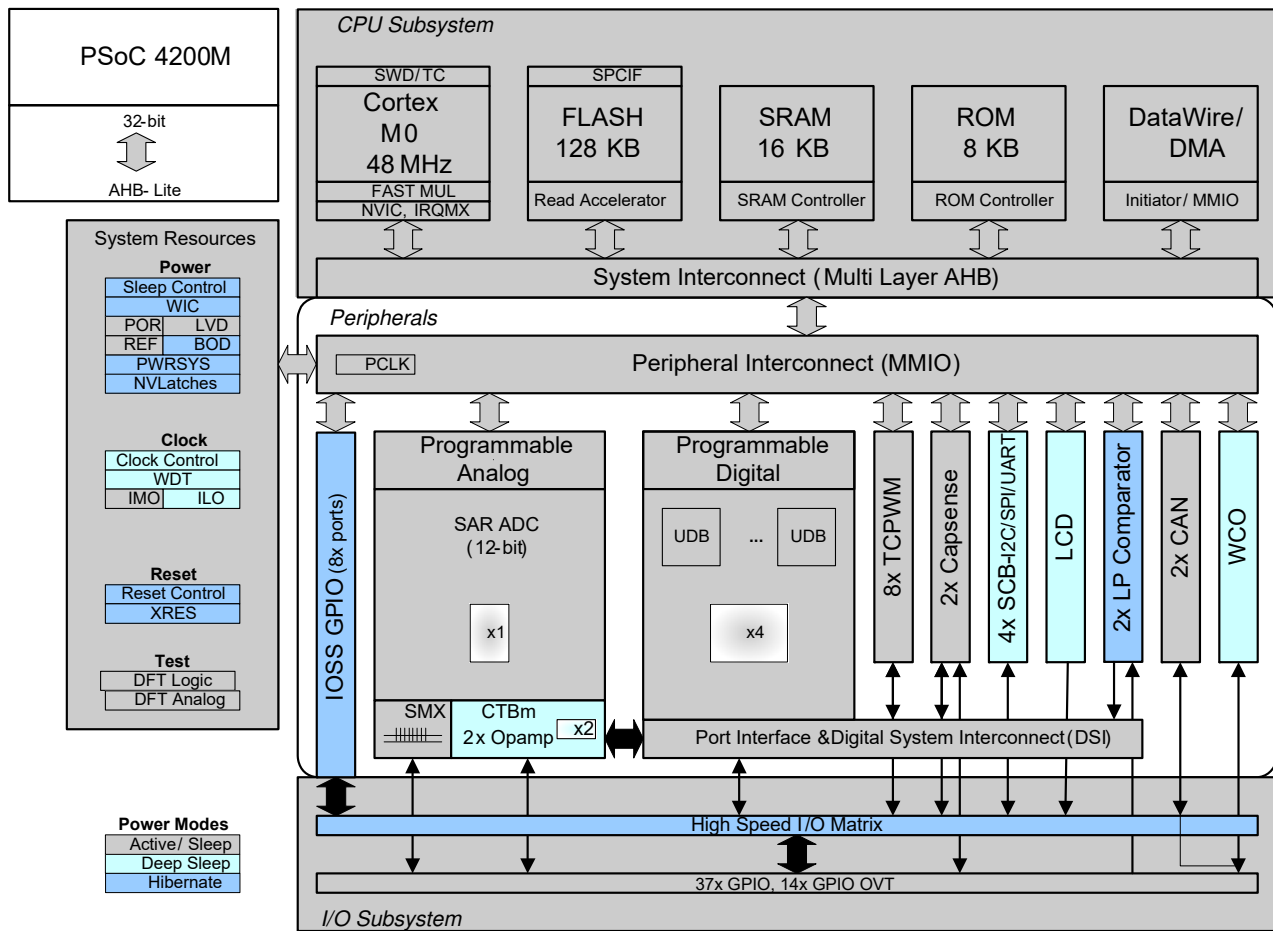 PSoC 4200M
32-bit
AHB- Lite
CPU Subsystem
SWD/TC
Cortex
M0
48 MHz
FAST MUL
NVIC, IRQMX
SPCIF
FLASH
128 KB
Read Accelerator
SRAM
16 KB
SRAM Controller
ROM
8 KB
ROM Controller
DataWire/
DMA
Initiator/ MMIO
System Interconnect (Multi Layer AHB)
System Resources
Power
Sleep Control
WIC
POR LVD
REF BOD
PWRSYS
NVLatches
Clock
Clock Control
WDT
IMO ILO
Reset
Reset Control
XRES
Test
DFT Logic
DFT Analog
Peripherals
PCLK
Peripheral Interconnect (MMIO)
IOSS GPIO (8x ports)
Programmable
Analog
SAR ADC
(12-bit)
x1
SMX
CTBm
2x Opamp
x2
Programmable
Digital
UDB ... UDB
x4
8x TCPWM
2x Capsense
4x SCB-I2C/SPI/UART
LCD
2x LP Comparator
2x CAN
WCO
Port Interface &Digital System Interconnect (DSI)
High Speed I/O Matrix
37x GPIO, 14x GPIO OVT
I/O Subsystem
Power Modes
Active/ Sleep
Deep Sleep
Hibernate